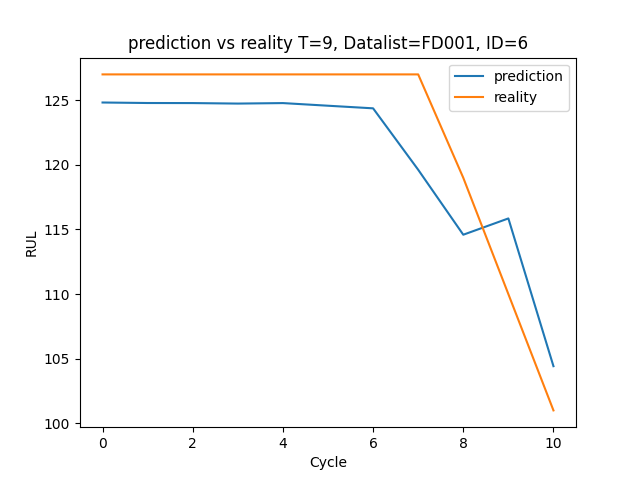 prediction vs reality T=9, Datalist=FD001, ID=6
prediction
reality
125
120
115
110
105
100
RUL
0 2 4 6 8 10
Cycle